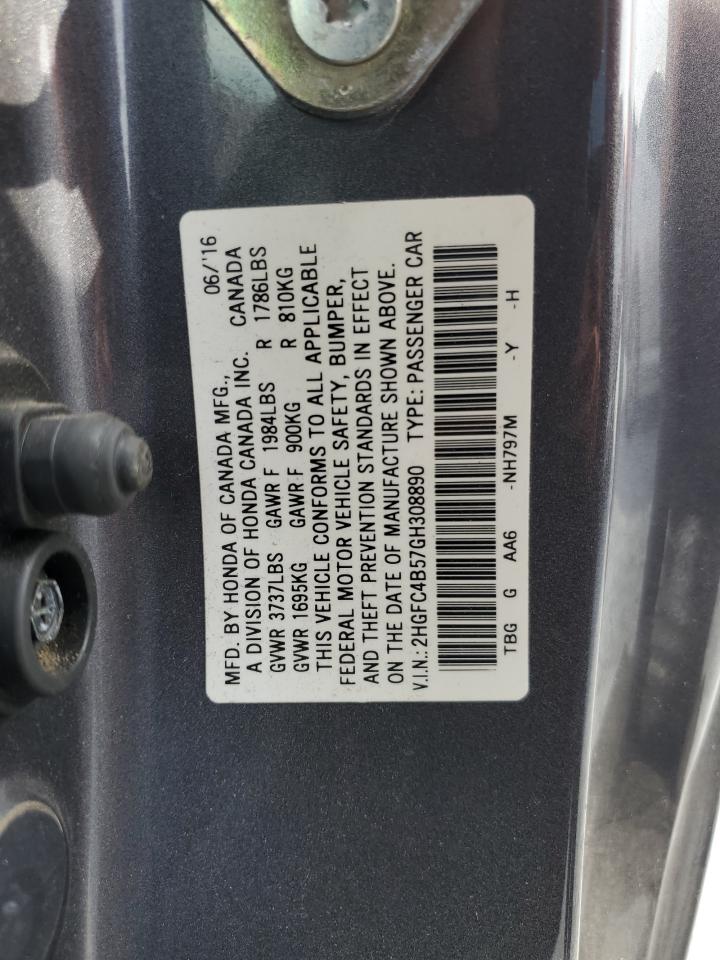 MFD. BY HONDA OF CANADA MFG., 06/'16
A DIVISION OF HONDA CANADA INC. CANADA
GVWR 3737LBS GAWR F 1984LBS R 1786LBS
GVWR 1695KG GAWR F 900KG R 810KG
THIS VEHICLE CONFORMS TO ALL APPLICABLE
FEDERAL MOTOR VEHICLE SAFETY, BUMPER,
AND THEFT PREVENTION STANDARDS IN EFFECT
ON THE DATE OF MANUFACTURE SHOWN ABOVE.
V.I.N.: 2HGFC4B57GH308890 TYPE: PASSENGER CAR
TBG G AA6 -NH797M -Y -H